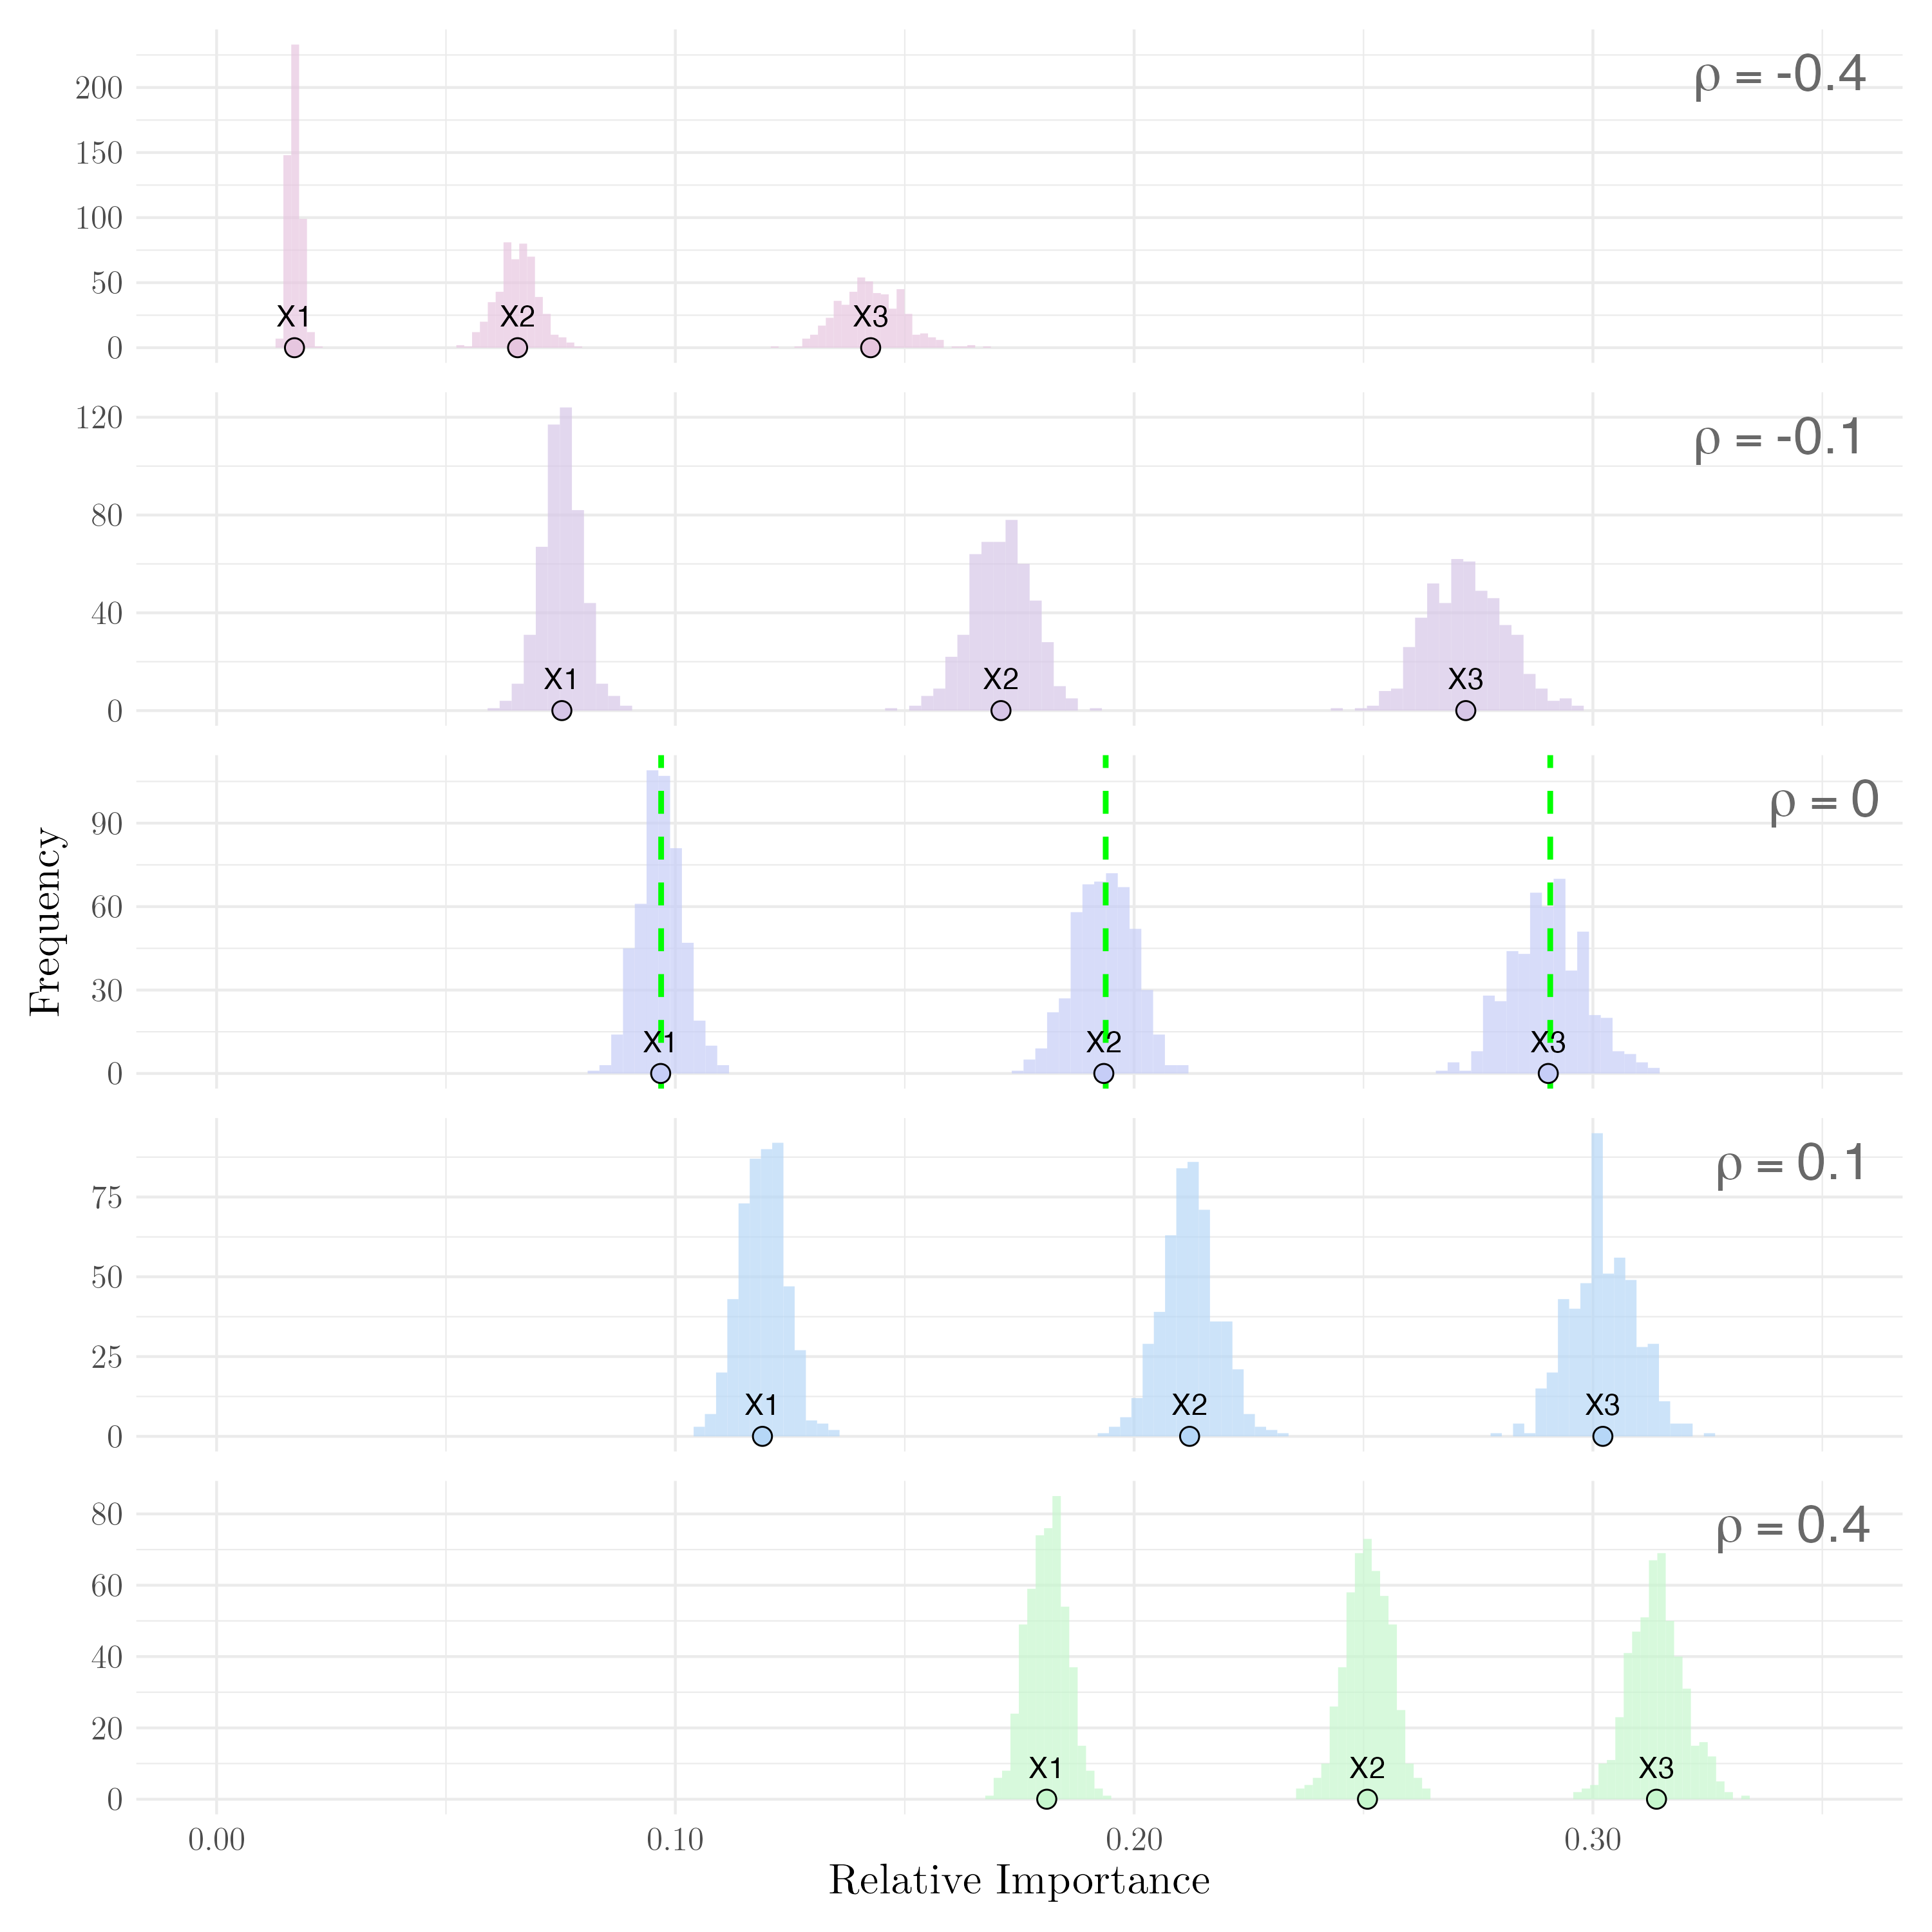 ρ = -0.4
200
150
100
50
0
X1 X2 X3
ρ = -0.1
120
80
40
0
X1 X2 X3
ρ = 0
90
60
30
0
X1 X2 X3
Frequency
ρ = 0.1
75
50
25
0
X1 X2 X3
ρ = 0.4
80
60
40
20
0
X1 X2 X3
0.00 0.10 0.20 0.30
Relative Importance